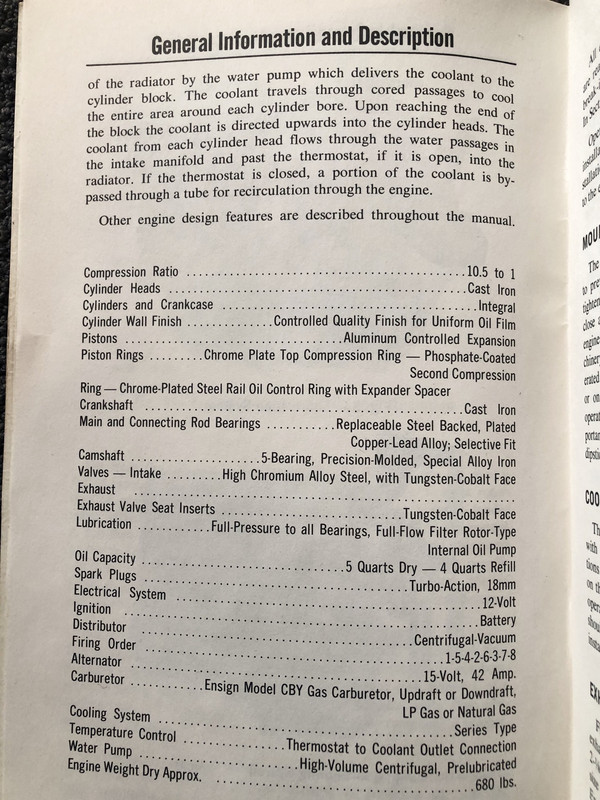 General Information and Description
of the radiator by the water pump which delivers the coolant to the
cylinder block. The coolant travels through cored passages to cool
the entire area around each cylinder bore. Upon reaching the end of
the block the coolant is directed upwards into the cylinder heads. The
coolant from each cylinder head flows through the water passages in
the intake manifold and past the thermostat, if it is open, into the
radiator. If the thermostat is closed, a portion of the coolant is by-
passed through a tube for recirculation through the engine.
Other engine design features are described throughout the manual.
Compression Ratio ........................................10.5 to 1
Cylinder Heads ........................................Cast Iron
Cylinders and Crankcase ........................................Integral
Cylinder Wall Finish .............Controlled Quality Finish for Uniform Oil Film
Pistons ................................Aluminum Controlled Expansion
Piston Rings .........Chrome Plate Top Compression Ring — Phosphate-Coated
Second Compression
Ring — Chrome-Plated Steel Rail Oil Control Ring with Expander Spacer
Crankshaft ........................................Cast Iron
Main and Connecting Rod Bearings ...........Replaceable Steel Backed, Plated
Copper-Lead Alloy; Selective Fit
Camshaft .....................5-Bearing, Precision-Molded, Special Alloy Iron
Valves — Intake .........High Chromium Alloy Steel, with Tungsten-Cobalt Face
Exhaust ........................................
Exhaust Valve Seat Inserts ............................Tungsten-Cobalt Face
Lubrication ...........Full-Pressure to all Bearings, Full-Flow Filter Rotor-Type
Internal Oil Pump
Oil Capacity ..............................5 Quarts Dry — 4 Quarts Refill
Spark Plugs ........................................Turbo-Action, 18mm
Electrical System ........................................12-Volt
Ignition ........................................Battery
Distributor ........................................Centrifugal-Vacuum
Firing Order ........................................1-5-4-2-6-3-7-8
Alternator ........................................15-Volt, 42 Amp.
Carburetor ...........Ensign Model CBY Gas Carburetor, Updraft or Downdraft,
LP Gas or Natural Gas
Cooling System ........................................Series Type
Temperature Control ................Thermostat to Coolant Outlet Connection
Water Pump .........................High-Volume Centrifugal, Prelubricated
Engine Weight Dry Approx. ........................................680 lbs.